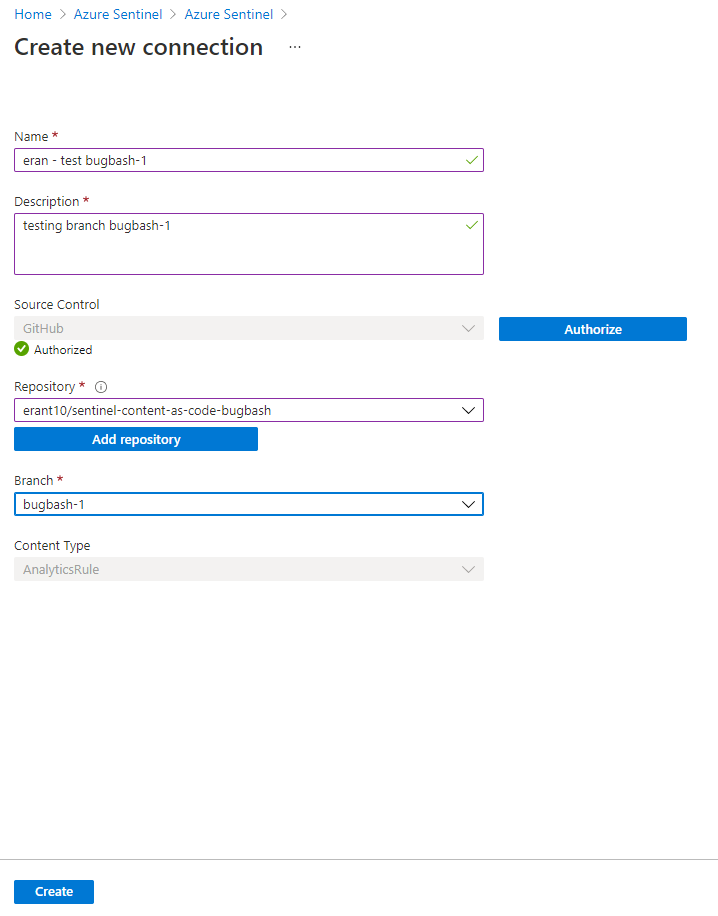 Home > Azure Sentinel > Azure Sentinel >
Create new connection ...
Name *
eran - test bugbash-1
Description *
testing branch bugbash-1
Source Control
GitHub
Authorize
Authorized
Repository *
erant10/sentinel-content-as-code-bugbash
Add repository
Branch *
bugbash-1
Content Type
AnalyticsRule
Create